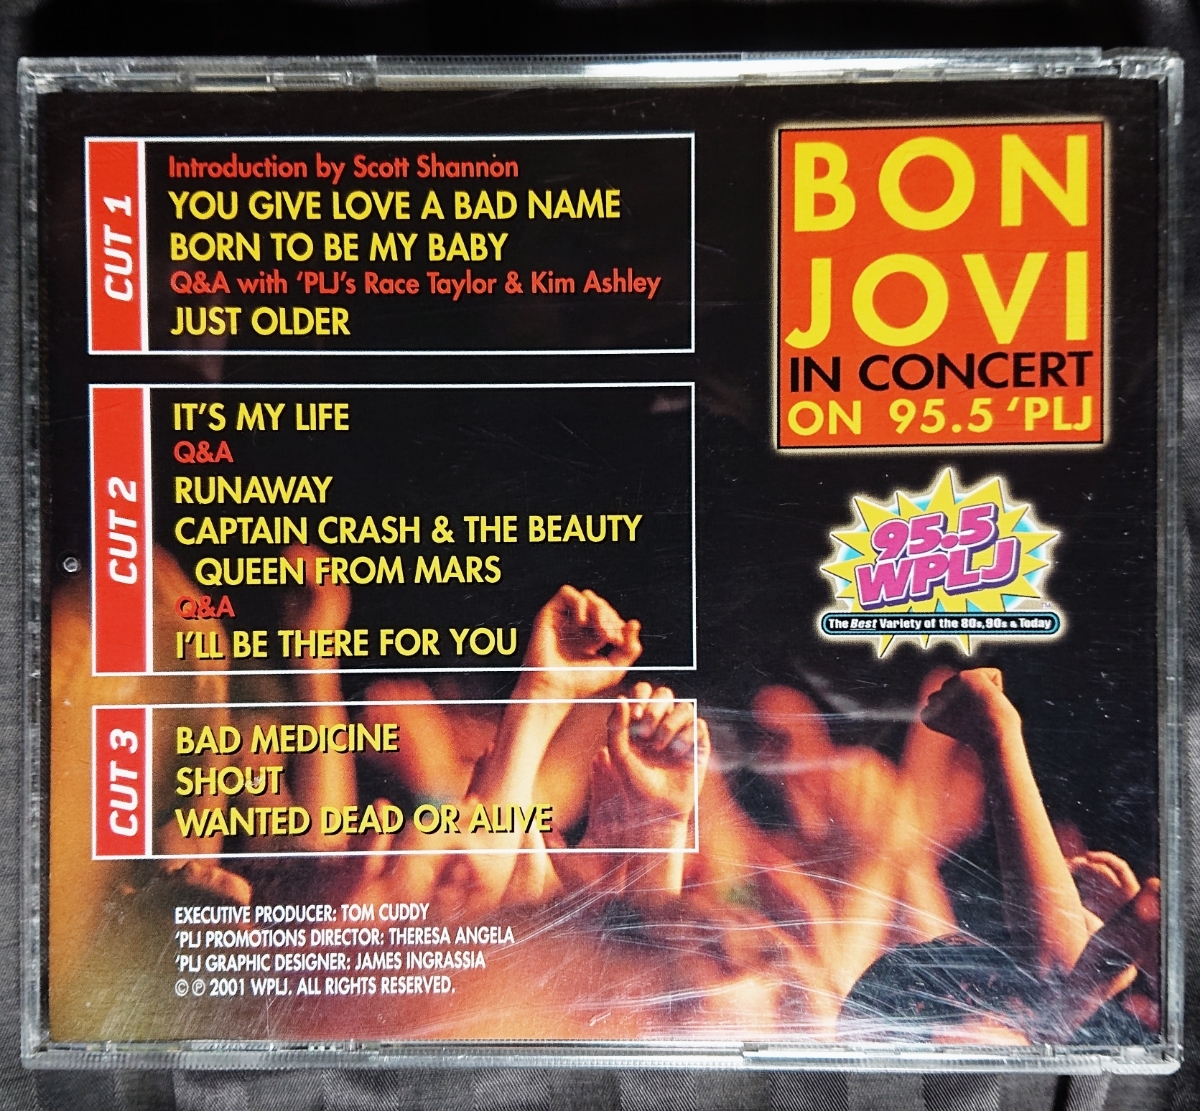 CUT 1
Introduction by Scott Shannon
YOU GIVE LOVE A BAD NAME
BORN TO BE MY BABY
Q&A with 'PLJ's Race Taylor & Kim Ashley
JUST OLDER
CUT 2
IT'S MY LIFE
Q&A
RUNAWAY
CAPTAIN CRASH & THE BEAUTY
QUEEN FROM MARS
Q&A
I'LL BE THERE FOR YOU
CUT 3
BAD MEDICINE
SHOUT
WANTED DEAD OR ALIVE
EXECUTIVE PRODUCER: TOM CUDDY
'PLJ PROMOTIONS DIRECTOR: THERESA ANGELA
'PLJ GRAPHIC DESIGNER: JAMES INGRASSIA
© ℗ 2001 WPLJ. ALL RIGHTS RESERVED.
BON
JOVI
IN CONCERT
ON 95.5 'PLJ
95.5
WPLJ
The Best Variety of the 80s, 90s & Today